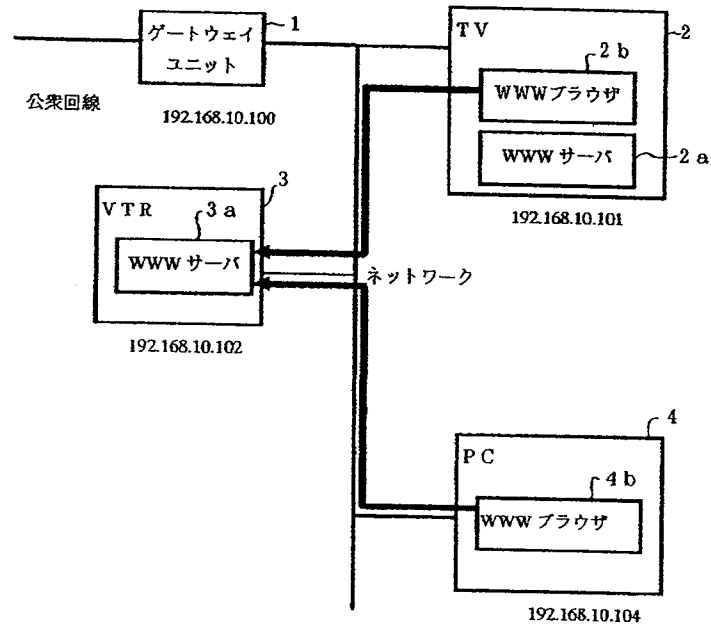 ゲートウェイ
ユニット
1
公衆回線
192.168.10.100
TV
2
2b
WWWブラウザ
WWWサーバ
2a
192.168.10.101
3
VTR
3a
WWWサーバ
192.168.10.102
ネットワーク
4
PC
4b
WWWブラウザ
192.168.10.104